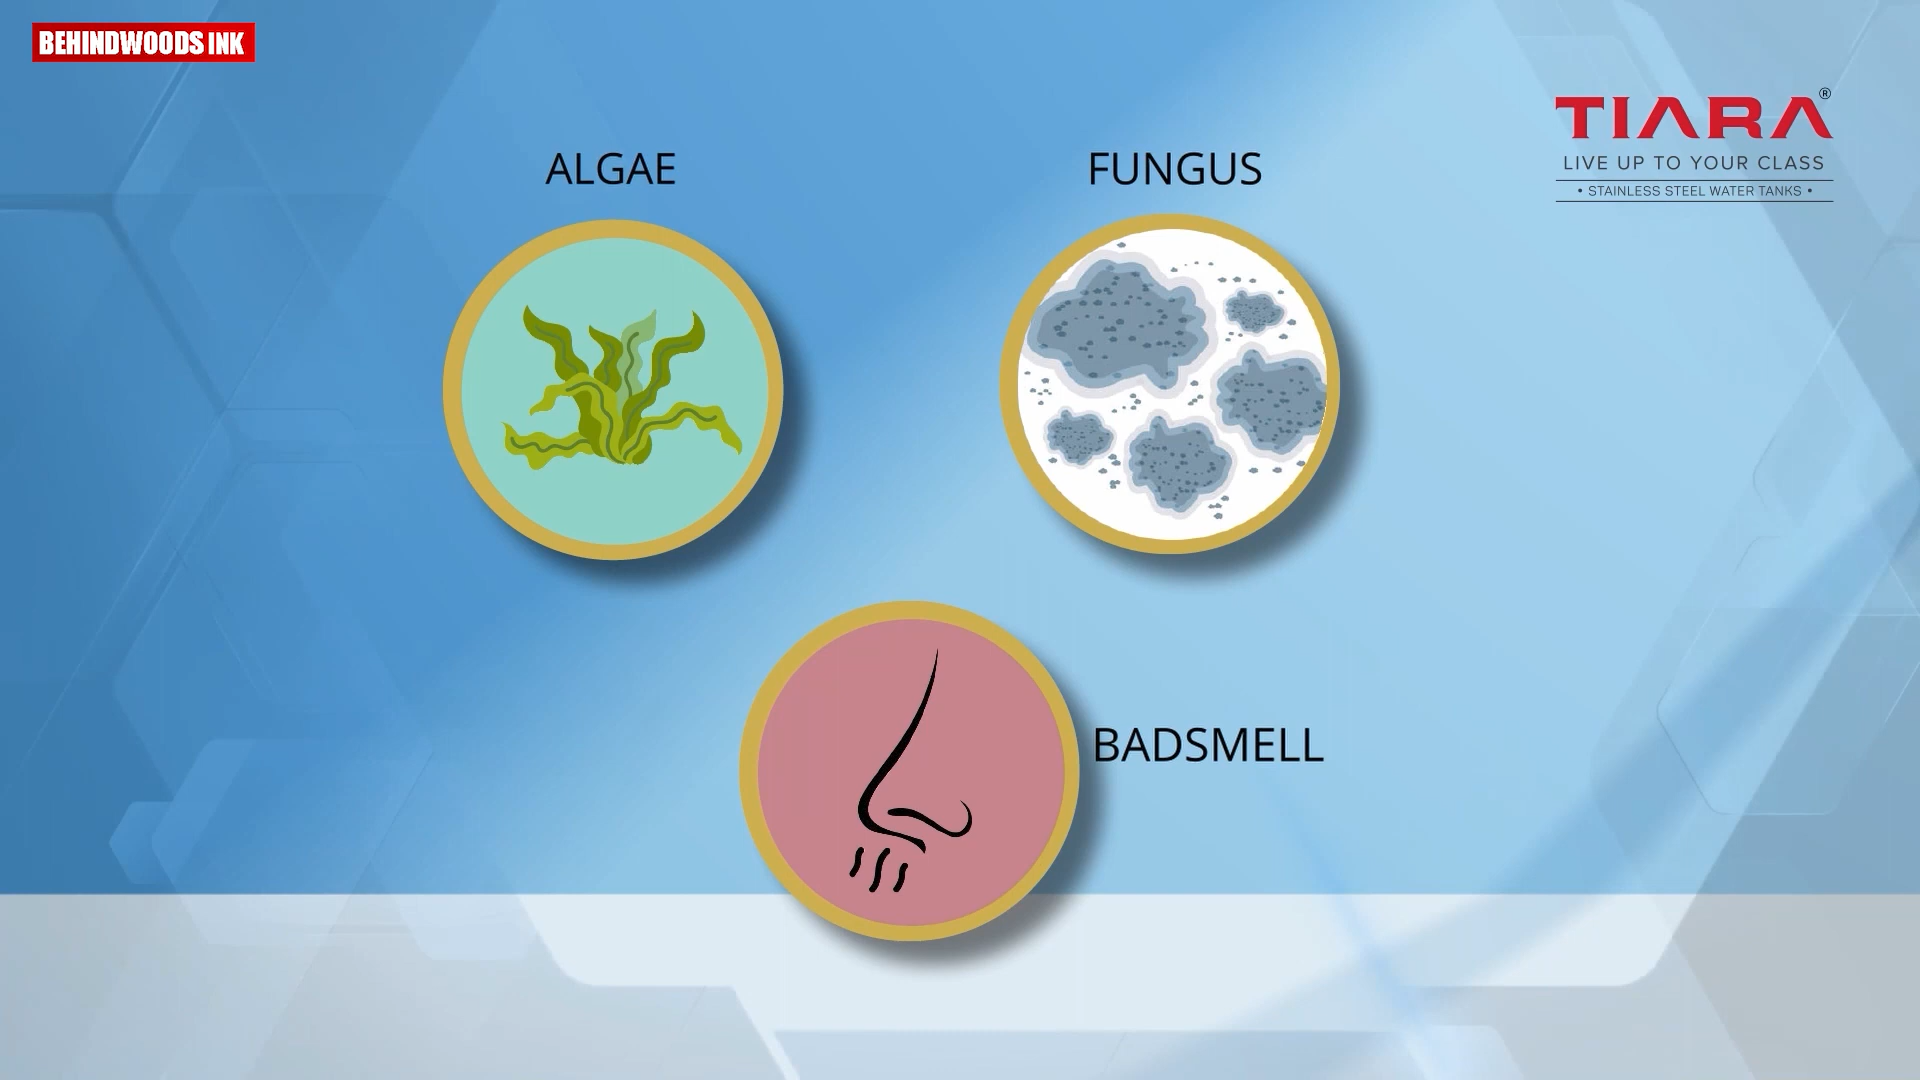 BEHINDWOODS INK
TIARA®
LIVE UP TO YOUR CLASS
• STAINLESS STEEL WATER TANKS •
ALGAE
FUNGUS
BADSMELL